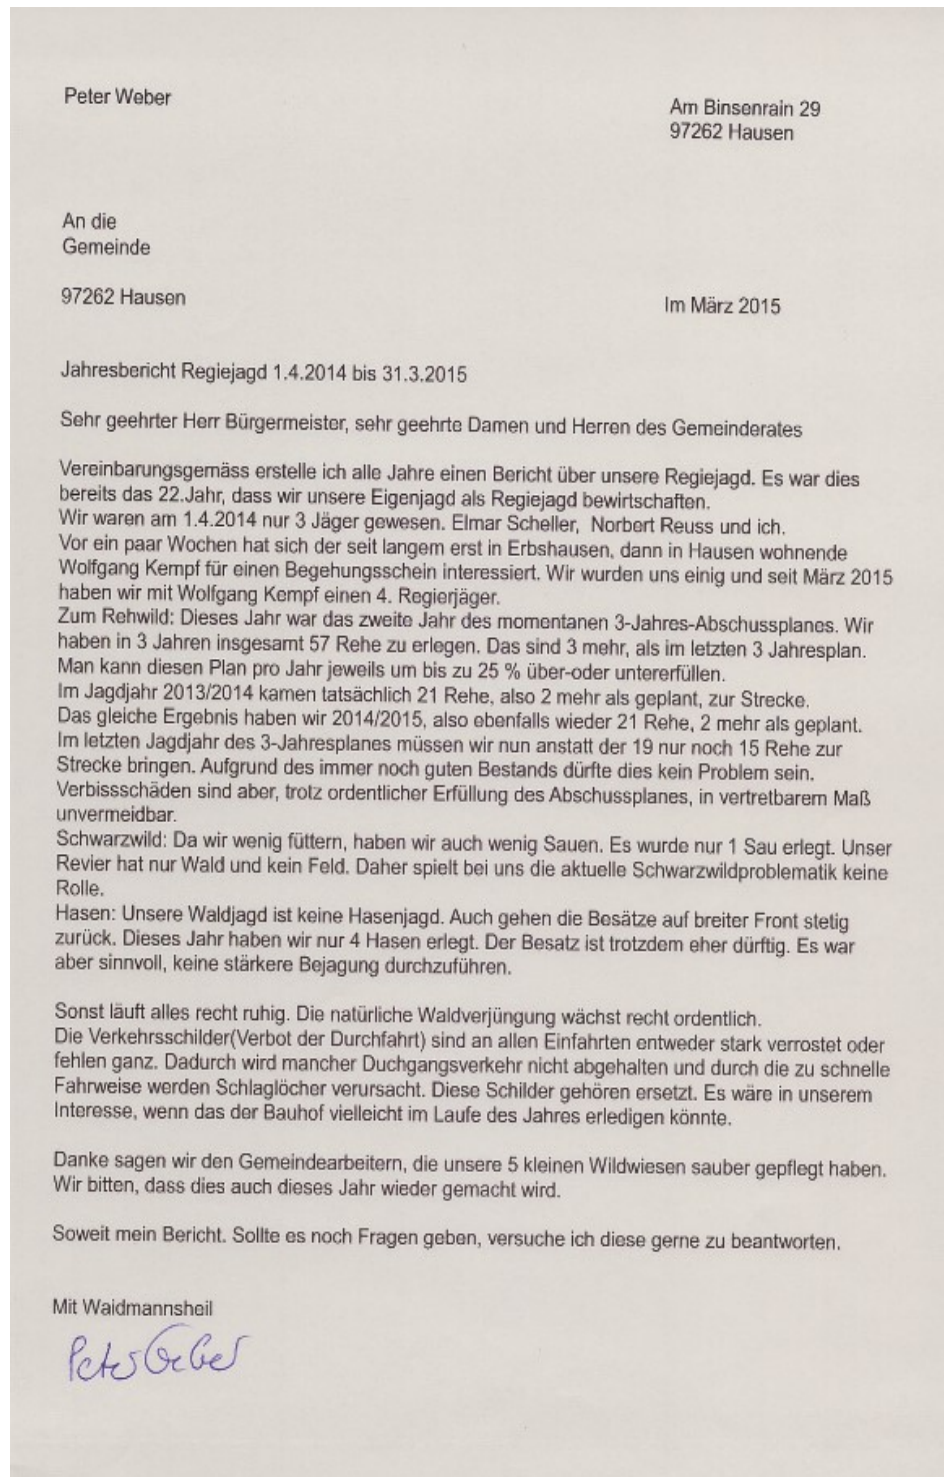 Peter Weber
Am Binsenrain 29
97262 Hausen
An die
Gemeinde
97262 Hausen
Im März 2015
Jahresbericht Regiejagd 1.4.2014 bis 31.3.2015
Sehr geehrter Herr Bürgermeister, sehr geehrte Damen und Herren des Gemeinderates
Vereinbarungsgemäss erstelle ich alle Jahre einen Bericht über unsere Regiejagd. Es war dies
bereits das 22.Jahr, dass wir unsere Eigenjagd als Regiejagd bewirtschaften.
Wir waren am 1.4.2014 nur 3 Jäger gewesen. Elmar Scheller, Norbert Reuss und ich.
Vor ein paar Wochen hat sich der seit langem erst in Erbshausen, dann in Hausen wohnende
Wolfgang Kempf für einen Begehungsschein interessiert. Wir wurden uns einig und seit März 2015
haben wir mit Wolfgang Kempf einen 4. Regierjäger.
Zum Rehwild: Dieses Jahr war das zweite Jahr des momentanen 3-Jahres-Abschussplanes. Wir
haben in 3 Jahren insgesamt 57 Rehe zu erlegen. Das sind 3 mehr, als im letzten 3 Jahresplan.
Man kann diesen Plan pro Jahr jeweils um bis zu 25 % über-oder untererfüllen.
Im Jagdjahr 2013/2014 kamen tatsächlich 21 Rehe, also 2 mehr als geplant, zur Strecke.
Das gleiche Ergebnis haben wir 2014/2015, also ebenfalls wieder 21 Rehe, 2 mehr als geplant.
Im letzten Jagdjahr des 3-Jahresplanes müssen wir nun anstatt der 19 nur noch 15 Rehe zur
Strecke bringen. Aufgrund des immer noch guten Bestands dürfte dies kein Problem sein.
Verbissschäden sind aber, trotz ordentlicher Erfüllung des Abschussplanes, in vertretbarem Maß
unvermeidbar.
Schwarzwild: Da wir wenig füttern, haben wir auch wenig Sauen. Es wurde nur 1 Sau erlegt. Unser
Revier hat nur Wald und kein Feld. Daher spielt bei uns die aktuelle Schwarzwildproblematik keine
Rolle.
Hasen: Unsere Waldjagd ist keine Hasenjagd. Auch gehen die Besätze auf breiter Front stetig
zurück. Dieses Jahr haben wir nur 4 Hasen erlegt. Der Besatz ist trotzdem eher dürftig. Es war
aber sinnvoll, keine stärkere Bejagung durchzuführen.
Sonst läuft alles recht ruhig. Die natürliche Waldverjüngung wächst recht ordentlich.
Die Verkehrsschilder(Verbot der Durchfahrt) sind an allen Einfahrten entweder stark verrostet oder
fehlen ganz. Dadurch wird mancher Duchgangsverkehr nicht abgehalten und durch die zu schnelle
Fahrweise werden Schlaglöcher verursacht. Diese Schilder gehören ersetzt. Es wäre in unserem
Interesse, wenn das der Bauhof vielleicht im Laufe des Jahres erledigen könnte.
Danke sagen wir den Gemeindearbeitern, die unsere 5 kleinen Wildwiesen sauber gepflegt haben.
Wir bitten, dass dies auch dieses Jahr wieder gemacht wird.
Soweit mein Bericht. Sollte es noch Fragen geben, versuche ich diese gerne zu beantworten.
Mit Waidmannsheil
Peter Weber